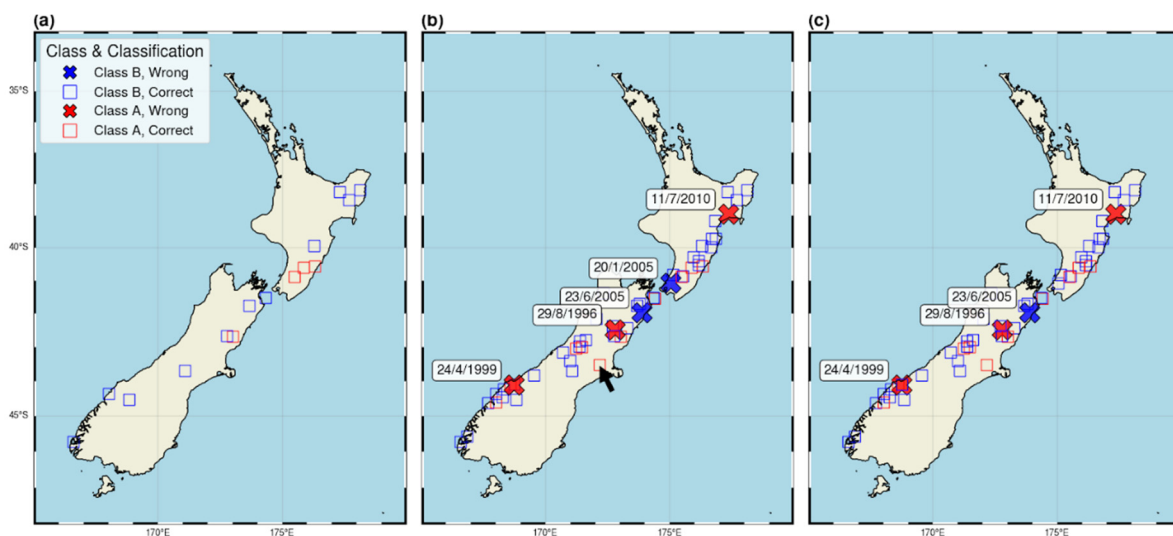 (a)
(b)
(c)
Class & Classification
Class B, Wrong
Class B, Correct
Class A, Wrong
Class A, Correct
35°S
40°S
45°S
11/7/2010
20/1/2005
23/6/2005
29/8/1996
24/4/1999
11/7/2010
23/6/2005
29/8/1996
24/4/1999
170°E
175°E
170°E
175°E
170°E
175°E